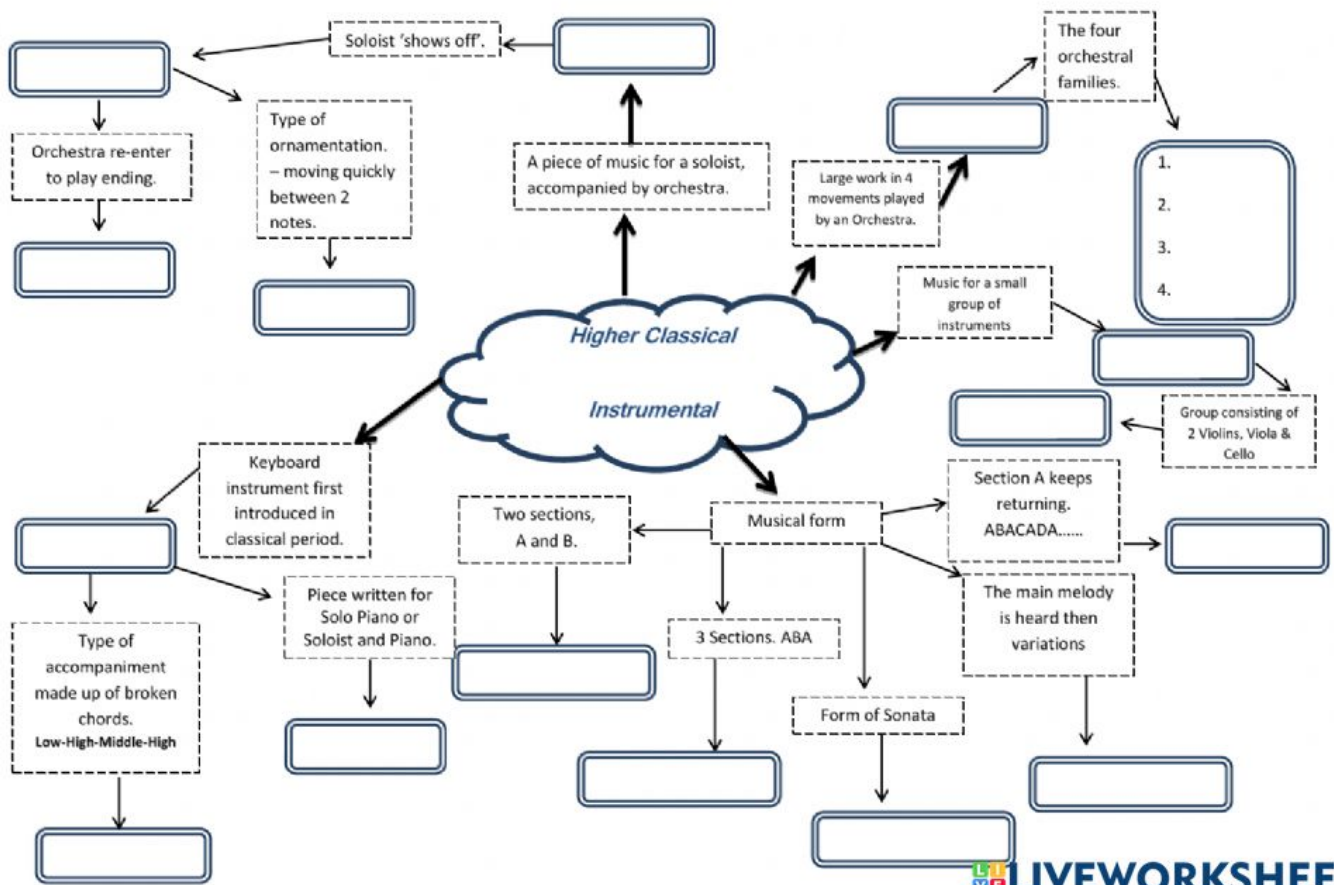 Soloist ‘shows off’.
The four
orchestral
families.
Type of
ornamentation.
– moving quickly
between 2
notes.
Orchestra re-enter
to play ending.
A piece of music for a soloist,
accompanied by orchestra.
Large work in 4
movements played
by an Orchestra.
1.
2.
3.
4.
Music for a small
group of
instruments
Higher Classical
Instrumental
Group consisting of
2 Violins, Viola &
Cello
Keyboard
instrument first
introduced in
classical period.
Two sections,
A and B.
Musical form
Section A keeps
returning.
ABACADA......
Piece written for
Solo Piano or
Soloist and Piano.
The main melody
is heard then
variations
Type of
accompaniment
made up of broken
chords.
Low-High-Middle-High
3 Sections. ABA
Form of Sonata
LIVEWORKSHEE